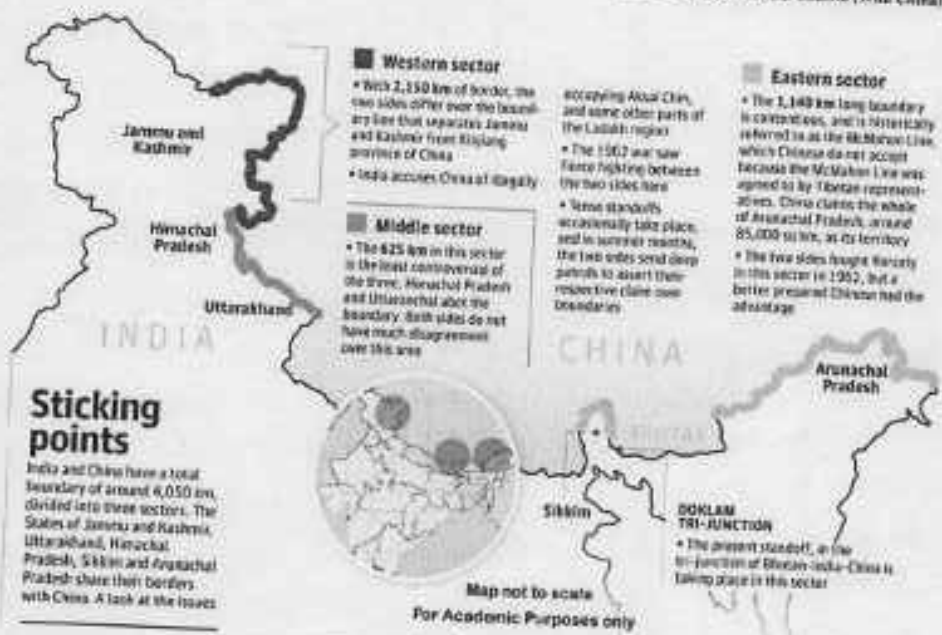 Western sector
• With 2,150 km of border, the
two sides differ over the bound-
ary line that separates Jammu
and Kashmir from Xinjiang
province of China
• India accuses China of illegally
occupying Aksai Chin,
and some other parts of
the Ladakh region
• The 1962 war saw
fierce fighting between
the two sides here
• Tense standoffs
occasionally take place,
and in summer months,
the two sides send deep
patrols to assert their
respective claims over
boundaries
Middle sector
• The 625 km in this sector
is the least controversial of
the three. Himachal Pradesh
and Uttarakhand abut the
boundary. Both sides do not
have much disagreement
over this area
Eastern sector
• The 1,140 km long boundary
is contentious, and is historically
referred to as the McMahon Line,
which Chinese do not accept
because the McMahon Line was
agreed to by Tibetan represent-
atives. China claims the whole
of Arunachal Pradesh, around
85,000 sq km, as its territory
• The two sides fought fiercely
in this sector in 1962, but a
better prepared Chinese had the
advantage
Jammu and
Kashmir
Himachal
Pradesh
Uttarakhand
INDIA
CHINA
Arunachal
Pradesh
BHUTAN
Sikkim
Sticking
points
India and China have a total
boundary of around 4,050 km,
divided into three sectors. The
States of Jammu and Kashmir,
Uttarakhand, Himachal
Pradesh, Sikkim and Arunachal
Pradesh share their borders
with China. A look at the issues
DOKLAM
TRI-JUNCTION
• The present standoff, at the
tri-junction of Bhutan-India-China is
taking place in this sector
Map not to scale
For Academic Purposes only